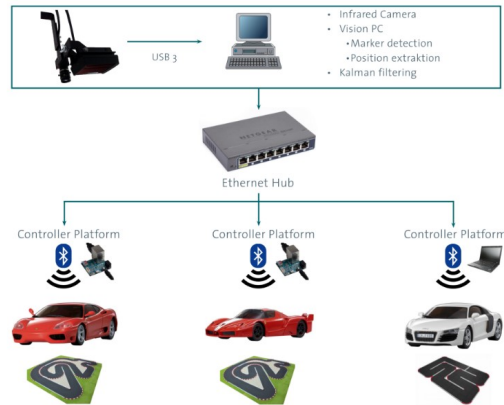 USB 3
• Infrared Camera
• Vision PC
•Marker detection
•Position extraktion
• Kalman filtering
NETGEAR
Ethernet Hub
Controller Platform
Controller Platform
Controller Platform